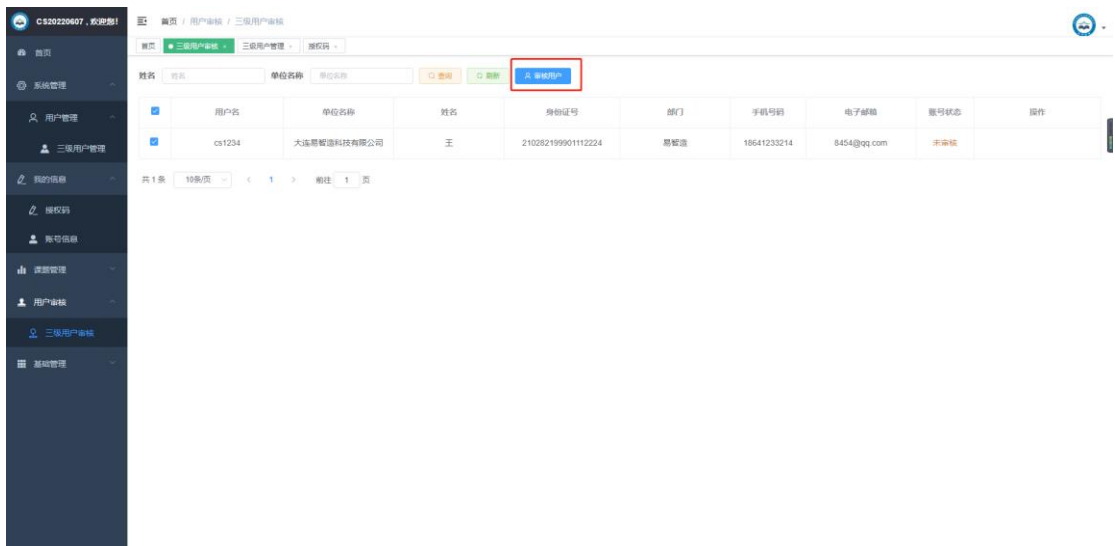 CS20220607，欢迎您!
首页 / 用户审核 / 三级用户审核
首页 三级用户审核 × 三级用户管理 × 授权码 ×
姓名 姓名 单位名称 单位名称 查询 刷新 审核用户
用户名 单位名称 姓名 身份证号 部门 手机号码 电子邮箱 账号状态 操作
cs1234 大连易智造科技有限公司 王 210282199901112224 易智造 18641233214 8454@qq.com 未审核
共 1 条 10条/页 < 1 > 前往 1 页
首页
系统管理
用户管理
三级用户管理
我的信息
授权码
账号信息
课题管理
用户审核
三级用户审核
基础管理